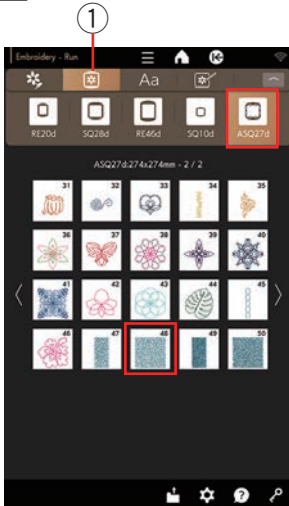 ①
Embroidery - Run
Aa
RE20d SQ28d RE46d SQ10d ASQ27d
ASQ27d:274x274mm - 2 / 2
31 32 33 34 35
36 37 38 39 40
41 42 43 44 45
46 47 48 49 50